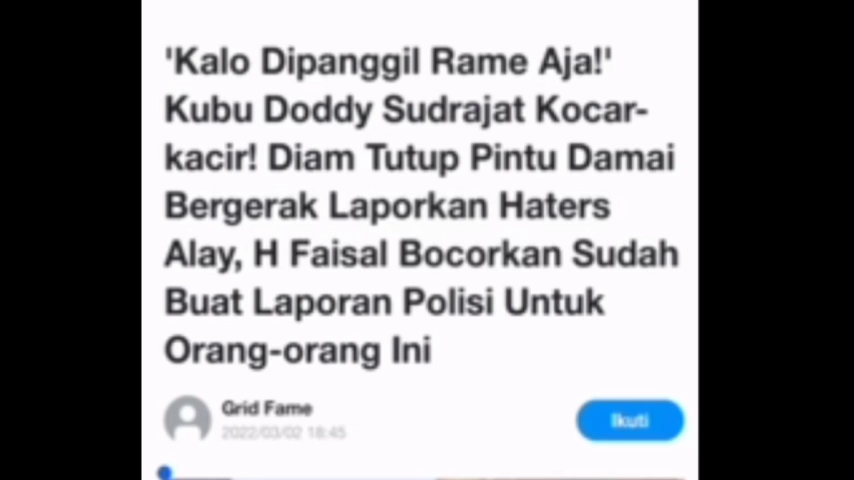 'Kalo Dipanggil Rame Aja!'
Kubu Doddy Sudrajat Kocar-
kacir! Diam Tutup Pintu Damai
Bergerak Laporkan Haters
Alay, H Faisal Bocorkan Sudah
Buat Laporan Polisi Untuk
Orang-orang Ini
Grid Fame
Ikuti
2022/03/02 18:45